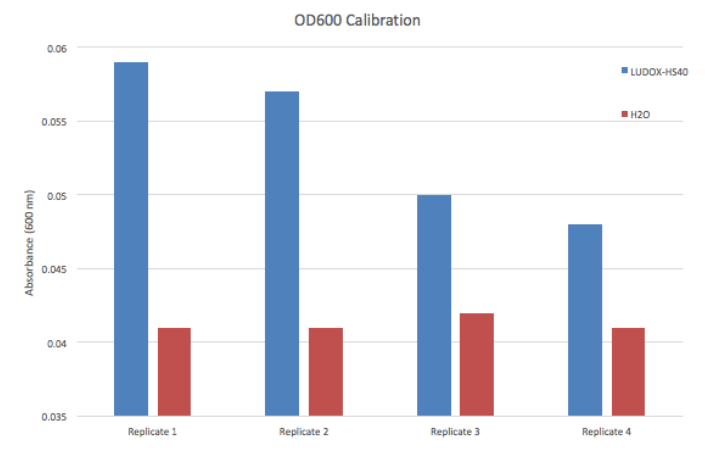 OD600 Calibration
0.06
0.055
0.05
0.045
0.04
0.035
Absorbance (600 nm)
LUDOX-HS40
H2O
Replicate 1
Replicate 2
Replicate 3
Replicate 4